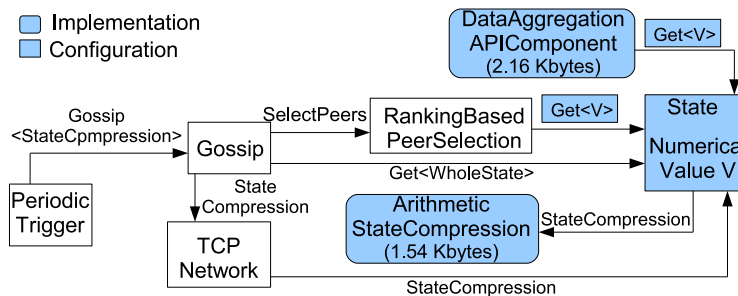 Implementation
Configuration
DataAggregation
APIComponent
(2.16 Kbytes)
Get<V>
Gossip
<StateCpmpression>
SelectPeers
RankingBased
PeerSelection
Get<V>
State
Numerical
Value V
Gossip
Get<WholeState>
Periodic
Trigger
State
Compression
Arithmetic
StateCompression
(1.54 Kbytes)
StateCompression
TCP
Network
StateCompression